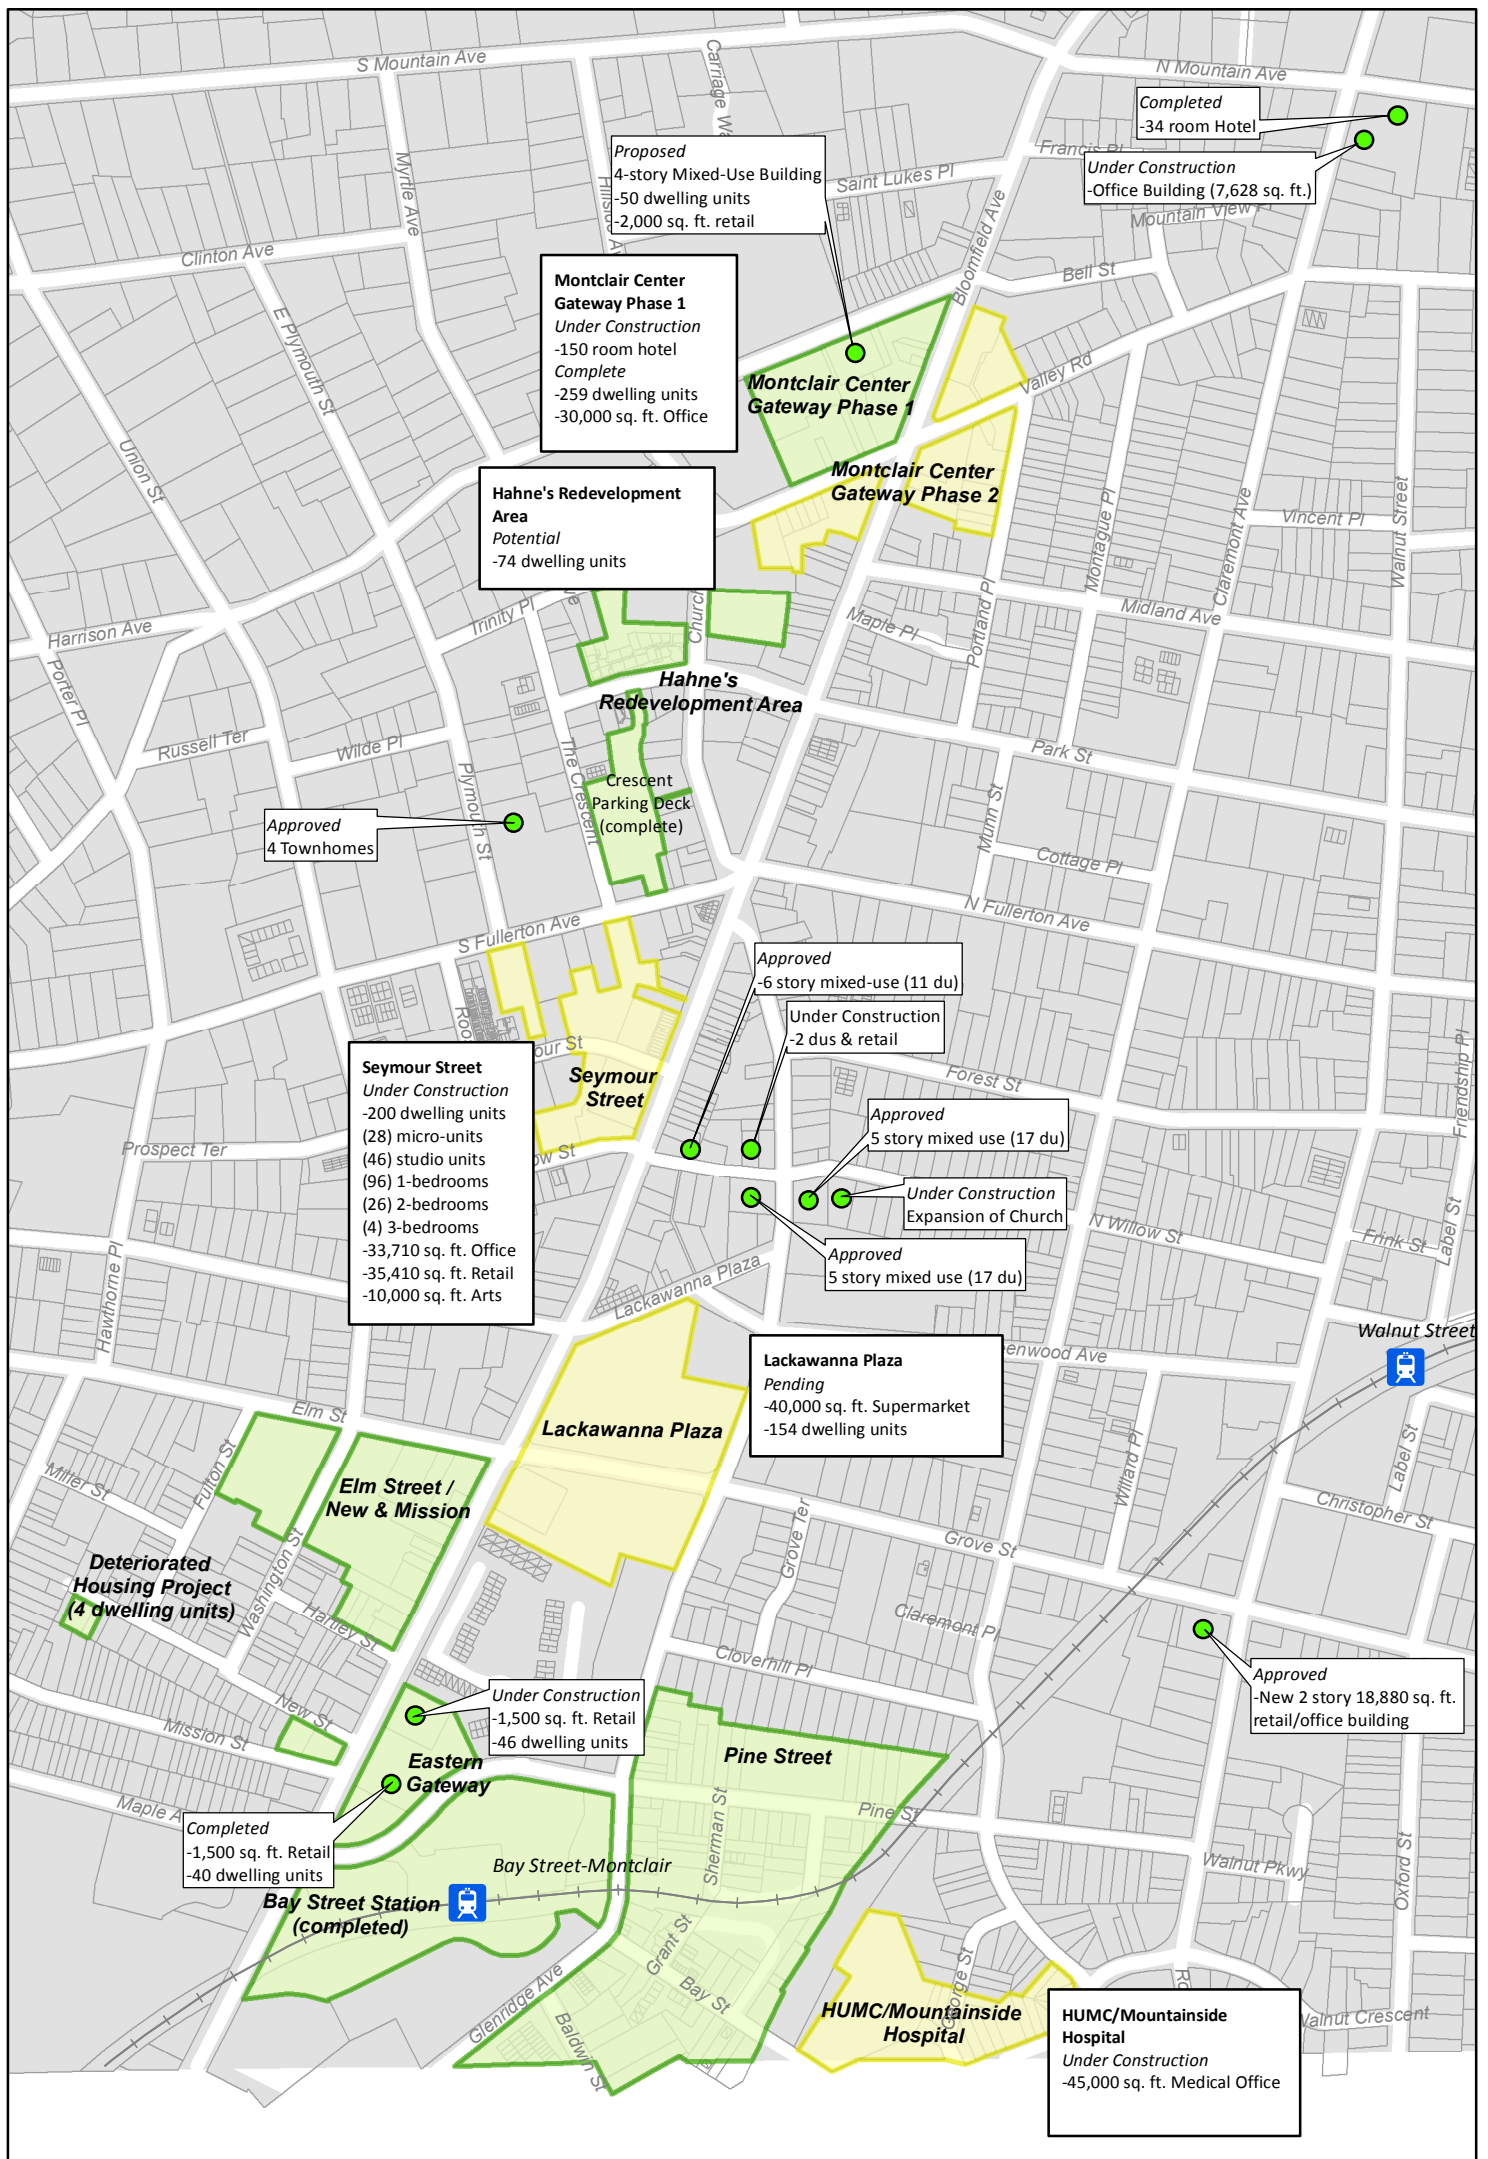 S Mountain Ave
N Mountain Ave
Completed
-34 room Hotel
Under Construction
-Office Building (7,628 sq. ft.)
Francis Pl
Mountain View Pl
Proposed
4-story Mixed-Use Building
-50 dwelling units
-2,000 sq. ft. retail
Saint Lukes Pl
Myrtle Ave
Clinton Ave
Bloomfield Ave
Bell St
Montclair Center
Gateway Phase 1
Under Construction
-150 room hotel
Complete
-259 dwelling units
-30,000 sq. ft. Office
E Plymouth St
Montclair Center
Gateway Phase 1
Valley Rd
Union St
Montclair Center
Gateway Phase 2
Hahne's Redevelopment
Area
Potential
-74 dwelling units
Montague Pl
Claremont Ave
Vincent Pl
Walnut Street
Harrison Ave
Trinity Pl
Church
Maple Pl
Portland Pl
Midland Ave
Porter Pl
Hahne's
Redevelopment Area
Russell Ter
Wilde Pl
Park St
Plymouth St
The Crescent
Crescent
Parking Deck
(complete)
Munn St
Cottage Pl
Approved
4 Townhomes
S Fullerton Ave
N Fullerton Ave
Approved
-6 story mixed-use (11 du)
Under Construction
-2 dus & retail
Seymour
Street
Forest St
Friendship Pl
Seymour Street
Under Construction
-200 dwelling units
(28) micro-units
(46) studio units
(96) 1-bedrooms
(26) 2-bedrooms
(4) 3-bedrooms
-33,710 sq. ft. Office
-35,410 sq. ft. Retail
-10,000 sq. ft. Arts
Approved
5 story mixed use (17 du)
Prospect Ter
Under Construction
Expansion of Church
Approved
5 story mixed use (17 du)
N Willow St
Frink St
Label St
Hawthorne Pl
Lackawanna Plaza
Walnut Street
Lackawanna Plaza
Pending
-40,000 sq. ft. Supermarket
-154 dwelling units
Elm St
Lackawanna Plaza
Fulton St
Miller St
Elm Street /
New & Mission
Willard Pl
Label St
Christopher St
Grove Ter
Grove St
Deteriorated
Housing Project
(4 dwelling units)
Washington St
Hartley St
Claremont Pl
Cloverhill Pl
Approved
-New 2 story 18,880 sq. ft.
retail/office building
New St
Mission St
Under Construction
-1,500 sq. ft. Retail
-46 dwelling units
Pine Street
Eastern
Gateway
Maple A
Completed
-1,500 sq. ft. Retail
-40 dwelling units
Sherman St
Pine St
Walnut Pkwy
Oxford St
Bay Street-Montclair
Bay Street Station
(completed)
Grant St
Bay St
Glenridge Ave
Baldwin St
George St
HUMC/Mountainside
Hospital
HUMC/Mountainside
Hospital
Under Construction
-45,000 sq. ft. Medical Office
Walnut Crescent